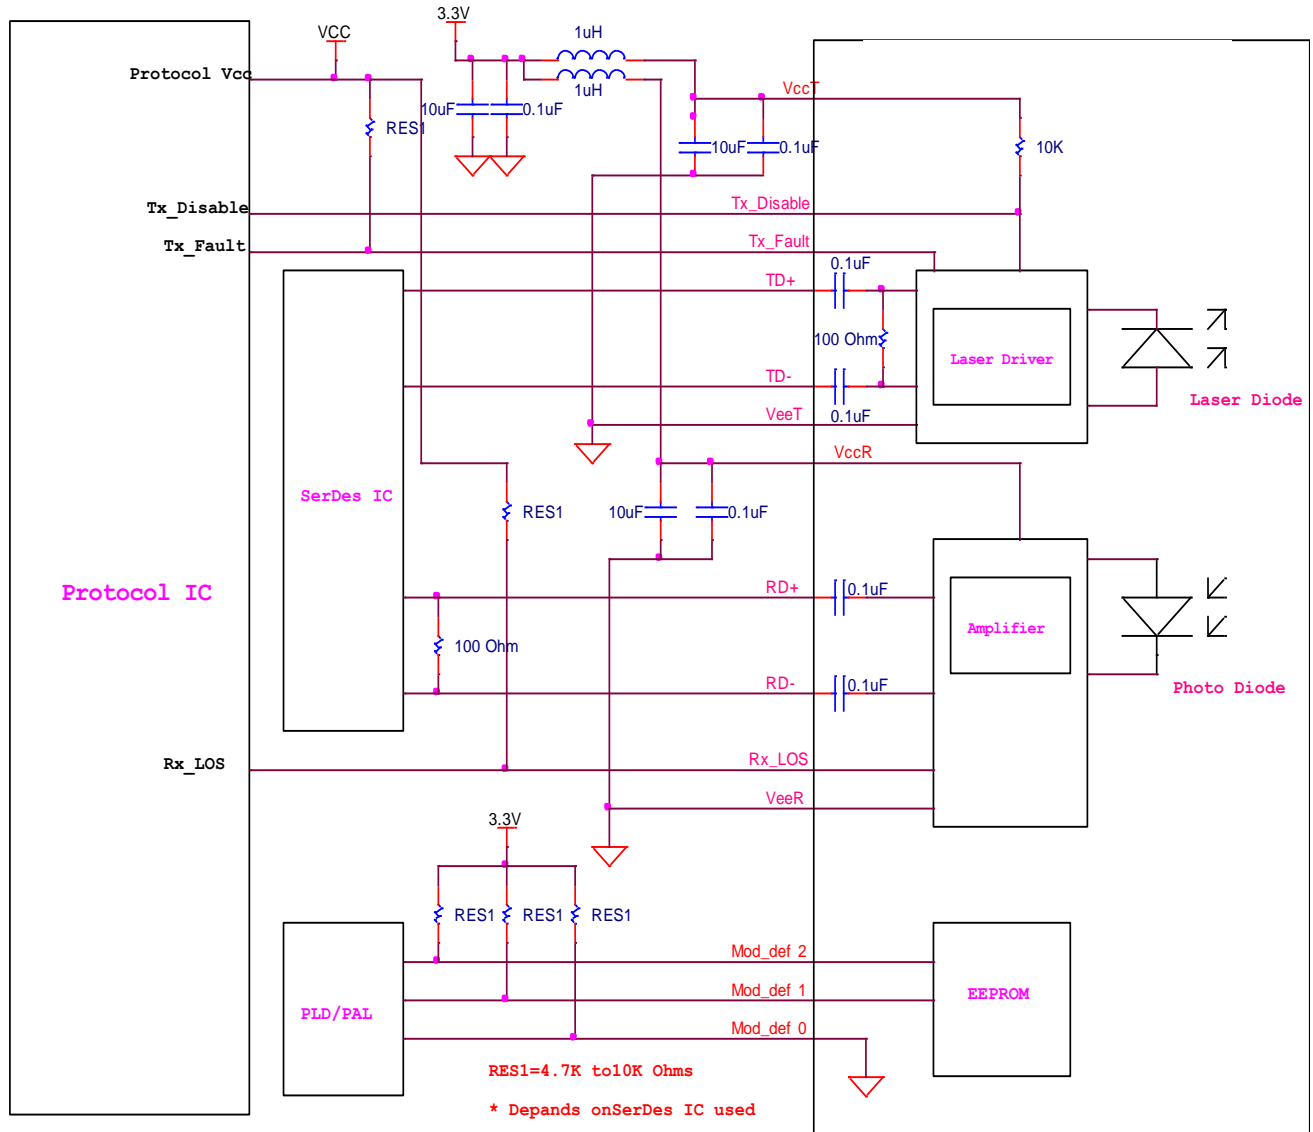 3.3V
VCC
1uH
Protocol Vcc
1uH
VccT
10uF
0.1uF
RES1
10uF
0.1uF
10K
Tx_Disable
Tx_Disable
Tx_Fault
Tx_Fault
0.1uF
TD+
100 Ohm
Laser Driver
TD-
Laser Diode
VeeT
0.1uF
VccR
SerDes IC
RES1
10uF
0.1uF
Protocol IC
RD+
0.1uF
Amplifier
100 Ohm
RD-
0.1uF
Photo Diode
Rx_LOS
Rx_LOS
VeeR
3.3V
RES1
RES1
RES1
Mod_def 2
Mod_def 1
EEPROM
PLD/PAL
Mod_def 0
RES1=4.7K to10K Ohms
* Depands onSerDes IC used